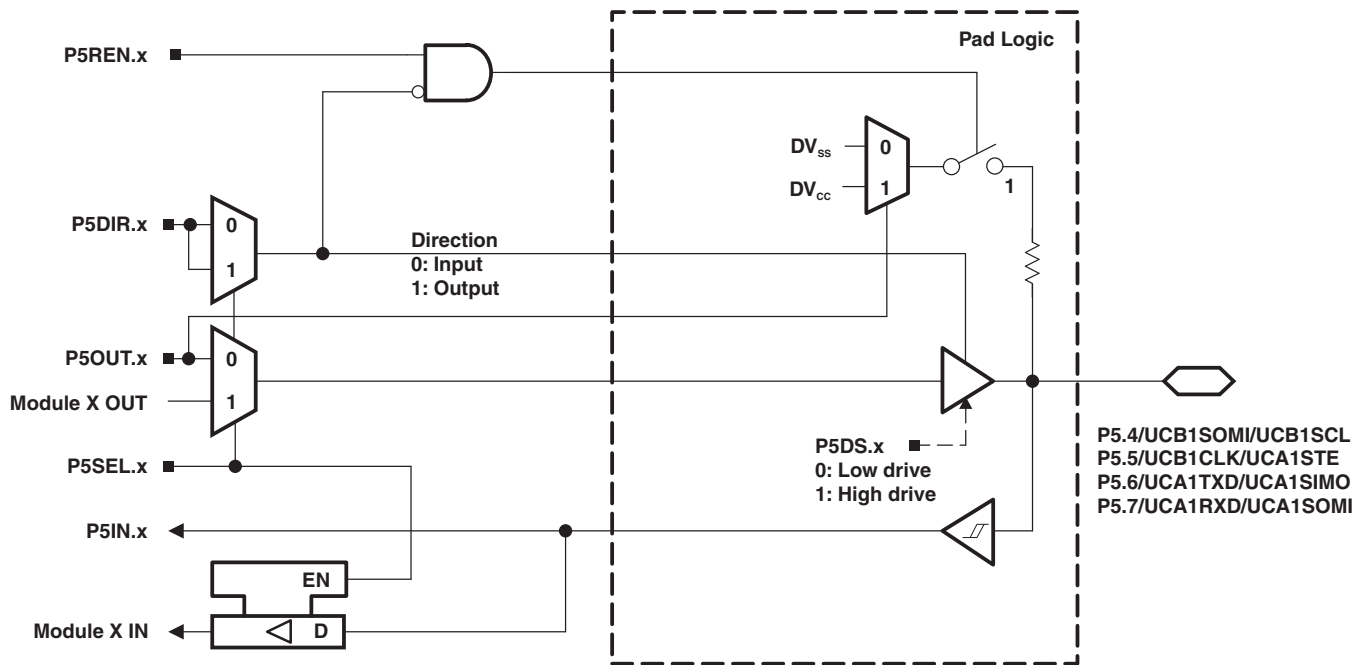 Pad Logic
P5REN.x
DVss
0
DVcc
1
1
P5DIR.x
0
1
Direction
0: Input
1: Output
P5OUT.x
0
Module X OUT
1
P5DS.x
0: Low drive
1: High drive
P5SEL.x
P5.4/UCB1SOMI/UCB1SCL
P5.5/UCB1CLK/UCA1STE
P5.6/UCA1TXD/UCA1SIMO
P5.7/UCA1RXD/UCA1SOMI
P5IN.x
EN
Module X IN
D